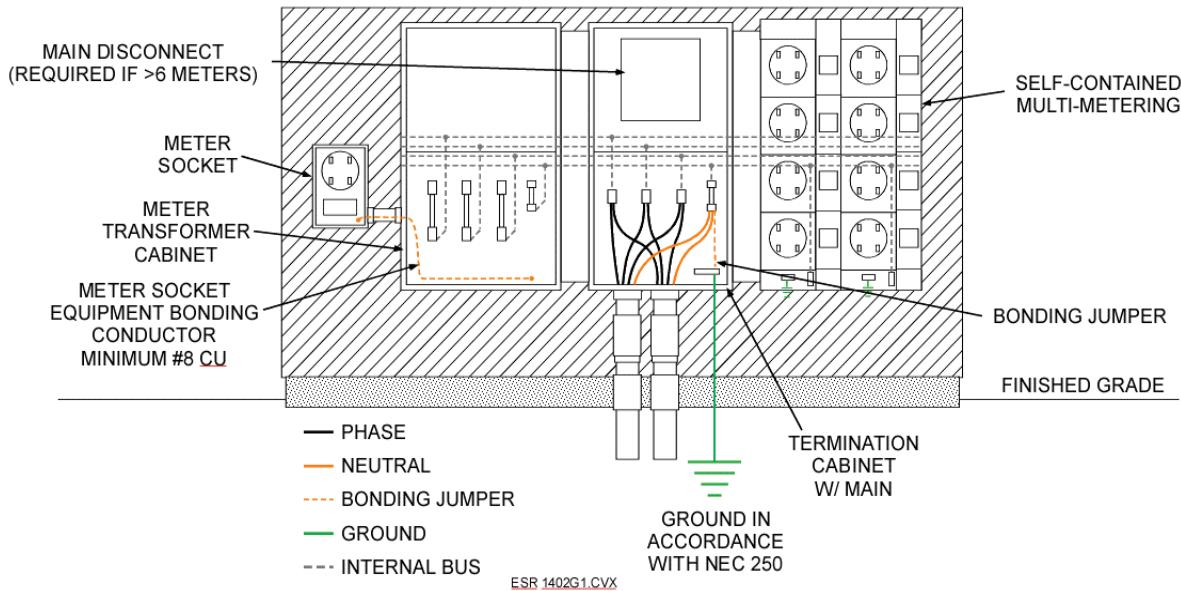 MAIN DISCONNECT
(REQUIRED IF >6 METERS)
METER
SOCKET
METER
TRANSFORMER
CABINET
METER SOCKET
EQUIPMENT BONDING
CONDUCTOR
MINIMUM #8 CU
SELF-CONTAINED
MULTI-METERING
BONDING JUMPER
FINISHED GRADE
TERMINATION
CABINET
W/ MAIN
GROUND IN
ACCORDANCE
WITH NEC 250
PHASE
NEUTRAL
BONDING JUMPER
GROUND
INTERNAL BUS
ESR 1402G1.CVX